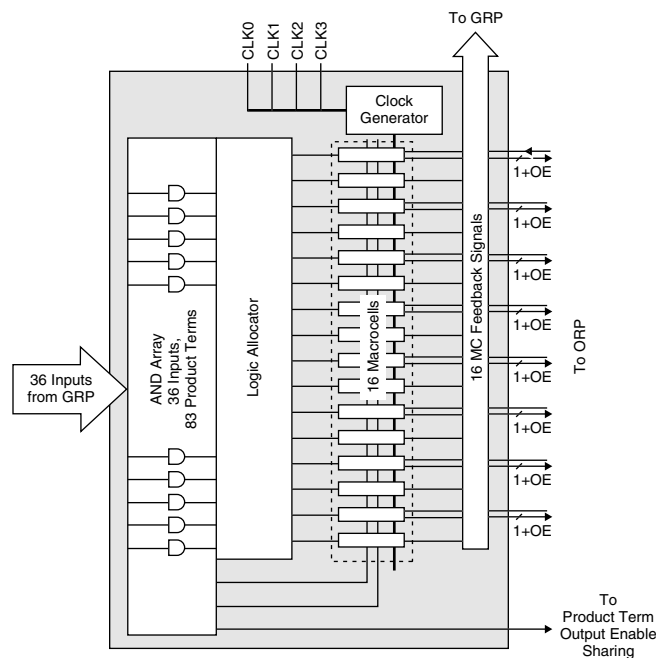 To GRP
CLK0
CLK1
CLK2
CLK3
Clock
Generator
1+OE
1+OE
1+OE
1+OE
1+OE
1+OE
1+OE
1+OE
To ORP
16 MC Feedback Signals
16 Macrocells
Logic Allocator
AND Array
36 Inputs,
83 Product Terms
36 Inputs
from GRP
To
Product Term
Output Enable
Sharing